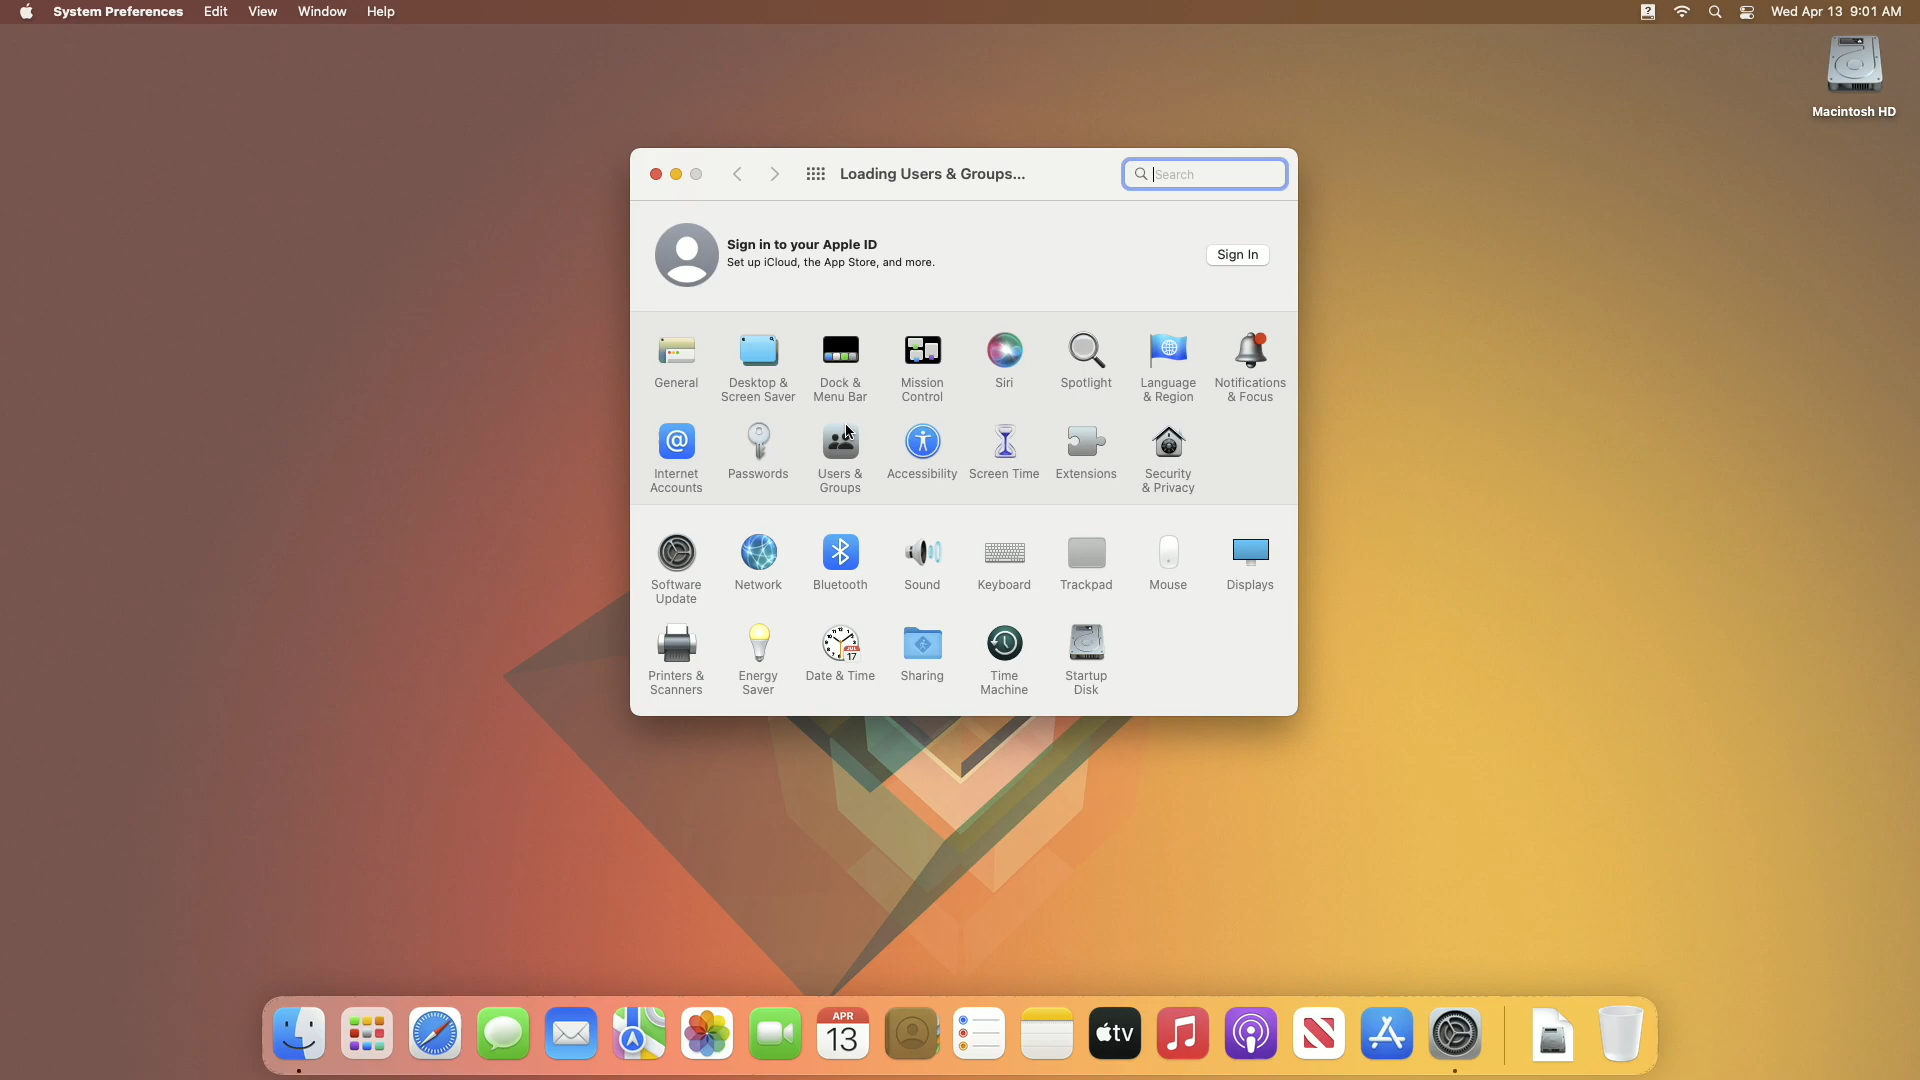 System Preferences Edit View Window Help
Wed Apr 13 9:01 AM
Macintosh HD
Loading Users & Groups...
Search
Sign in to your Apple ID
Set up iCloud, the App Store, and more.
Sign In
General
Desktop &
Screen Saver
Dock &
Menu Bar
Mission
Control
Siri
Spotlight
Language
& Region
Notifications
& Focus
Internet
Accounts
Passwords
Users &
Groups
Accessibility
Screen Time
Extensions
Security
& Privacy
Software
Update
Network
Bluetooth
Sound
Keyboard
Trackpad
Mouse
Displays
JUL
17
Printers &
Scanners
Energy
Saver
Date & Time
Sharing
Time
Machine
Startup
Disk
APR
13
tv